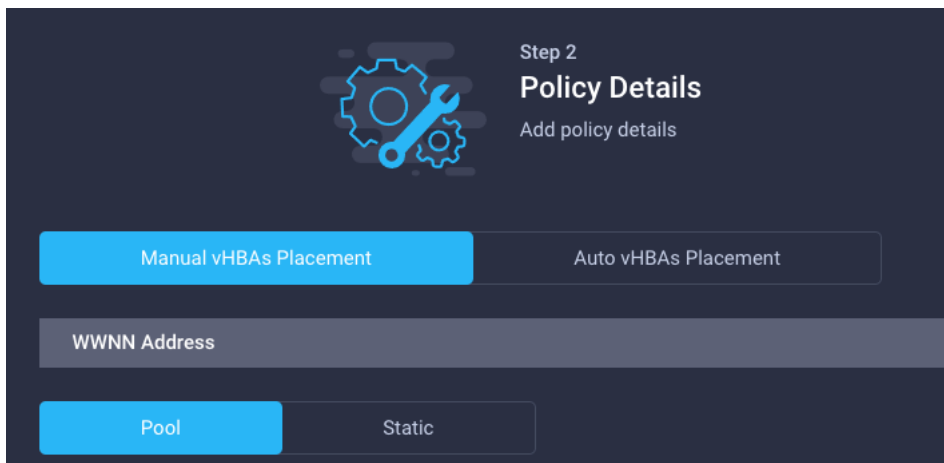 Step 2
Policy Details
Add policy details
Manual vHBAs Placement
Auto vHBAs Placement
WWNN Address
Pool
Static